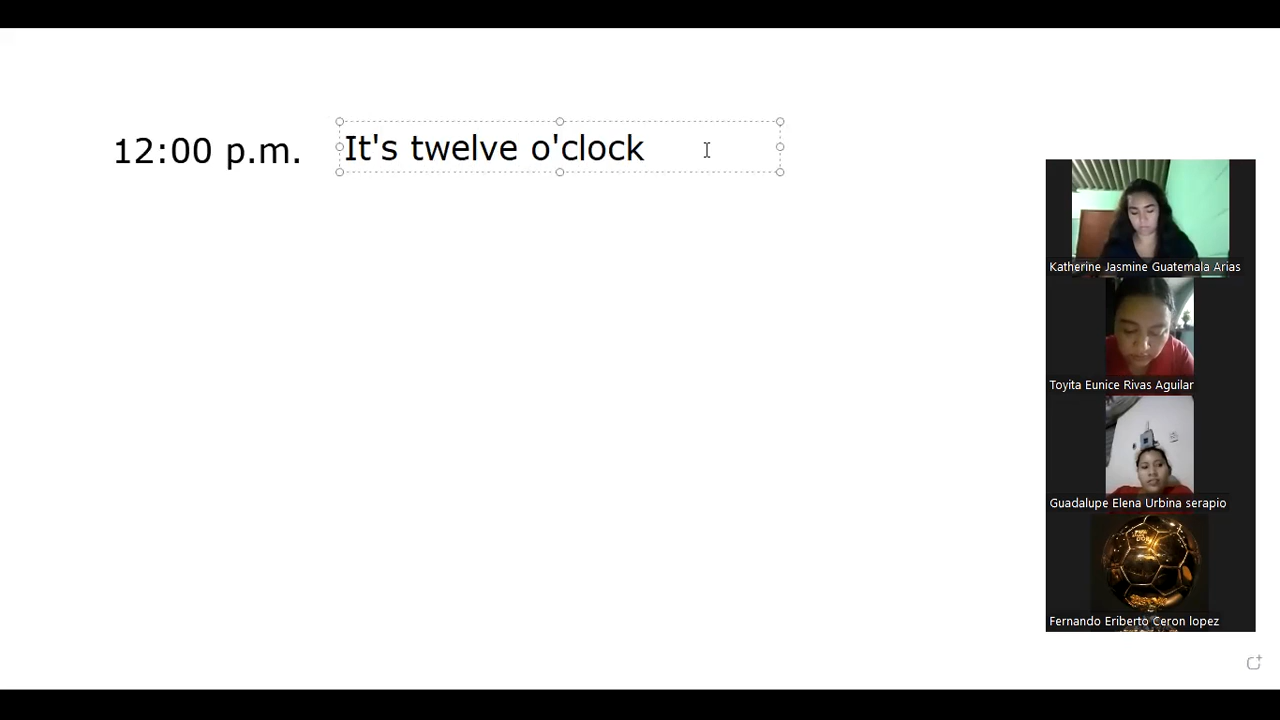 12:00 p.m. It's twelve o'clock
Katherine Jasmine Guatemala Arias
Toyita Eunice Rivas Aguilar
Guadalupe Elena Urbina serapio
Fernando Eriberto Ceron lopez